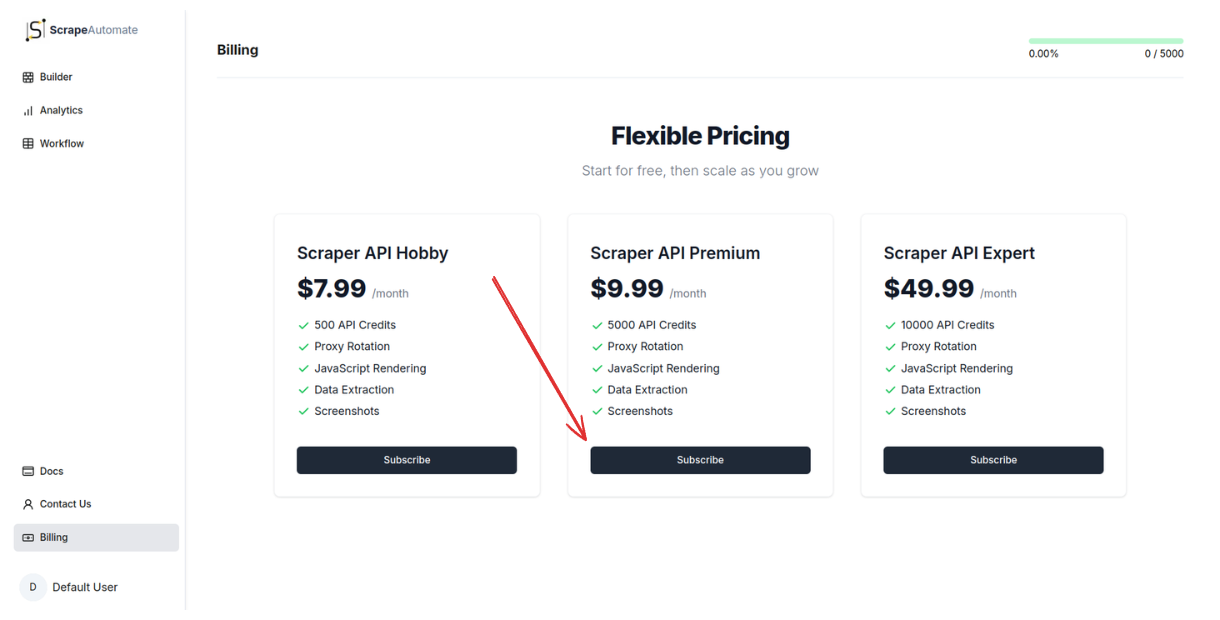 ScrapeAutomate
Builder
Analytics
Workflow
Docs
Contact Us
Billing
D Default User
Billing
0.00% 0 / 5000
Flexible Pricing
Start for free, then scale as you grow
Scraper API Hobby
$7.99 /month
500 API Credits
Proxy Rotation
JavaScript Rendering
Data Extraction
Screenshots
Subscribe
Scraper API Premium
$9.99 /month
5000 API Credits
Proxy Rotation
JavaScript Rendering
Data Extraction
Screenshots
Subscribe
Scraper API Expert
$49.99 /month
10000 API Credits
Proxy Rotation
JavaScript Rendering
Data Extraction
Screenshots
Subscribe